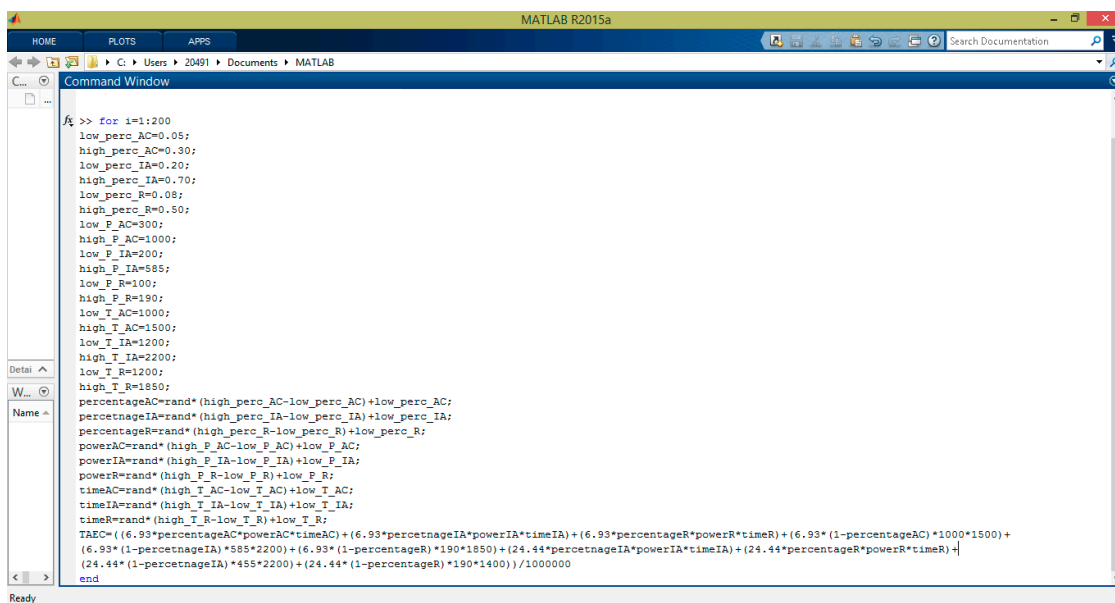 MATLAB R2015a
HOME PLOTS APPS Search Documentation
C: Users 20491 Documents MATLAB
C... Command Window
...
fx >> for i=1:200
low_perc_AC=0.05;
high_perc_AC=0.30;
low_perc_IA=0.20;
high_perc_IA=0.70;
low_perc_R=0.08;
high_perc_R=0.50;
low_P_AC=300;
high_P_AC=1000;
low_P_IA=200;
high_P_IA=585;
low_P_R=100;
high_P_R=190;
low_T_AC=1000;
high_T_AC=1500;
low_T_IA=1200;
high_T_IA=2200;
Detai low_T_R=1200;
high_T_R=1850;
W...
Name
percentageAC=rand*(high_perc_AC-low_perc_AC)+low_perc_AC;
percetnageIA=rand*(high_perc_IA-low_perc_IA)+low_perc_IA;
percentageR=rand*(high_perc_R-low_perc_R)+low_perc_R;
powerAC=rand*(high_P_AC-low_P_AC)+low_P_AC;
powerIA=rand*(high_P_IA-low_P_IA)+low_P_IA;
powerR=rand*(high_P_R-low_P_R)+low_P_R;
timeAC=rand*(high_T_AC-low_T_AC)+low_T_AC;
timeIA=rand*(high_T_IA-low_T_IA)+low_T_IA;
timeR=rand*(high_T_R-low_T_R)+low_T_R;
TAEC=((6.93*percentageAC*powerAC*timeAC)+(6.93*percetnageIA*powerIA*timeIA)+(6.93*percentageR*powerR*timeR)+(6.93*(1-percentageAC)*1000*1500)+
(6.93*(1-percetnageIA)*585*2200)+(6.93*(1-percentageR)*190*1850)+(24.44*percetnageIA*powerIA*timeIA)+(24.44*percentageR*powerR*timeR)+
(24.44*(1-percetnageIA)*455*2200)+(24.44*(1-percentageR)*190*1400))/1000000
end
Ready